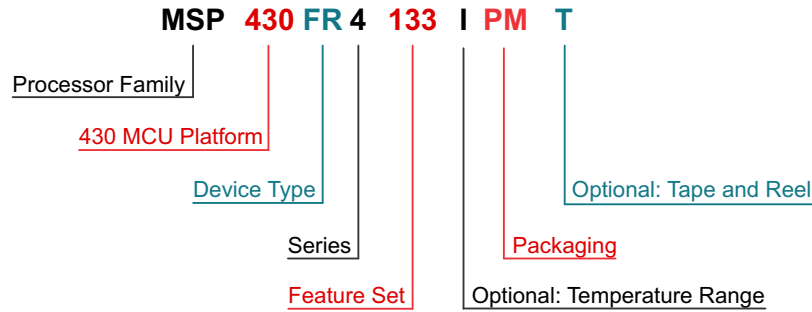 MSP 430 FR 4 133 I PM T
Processor Family
430 MCU Platform
Device Type
Optional: Tape and Reel
Series
Packaging
Feature Set
Optional: Temperature Range